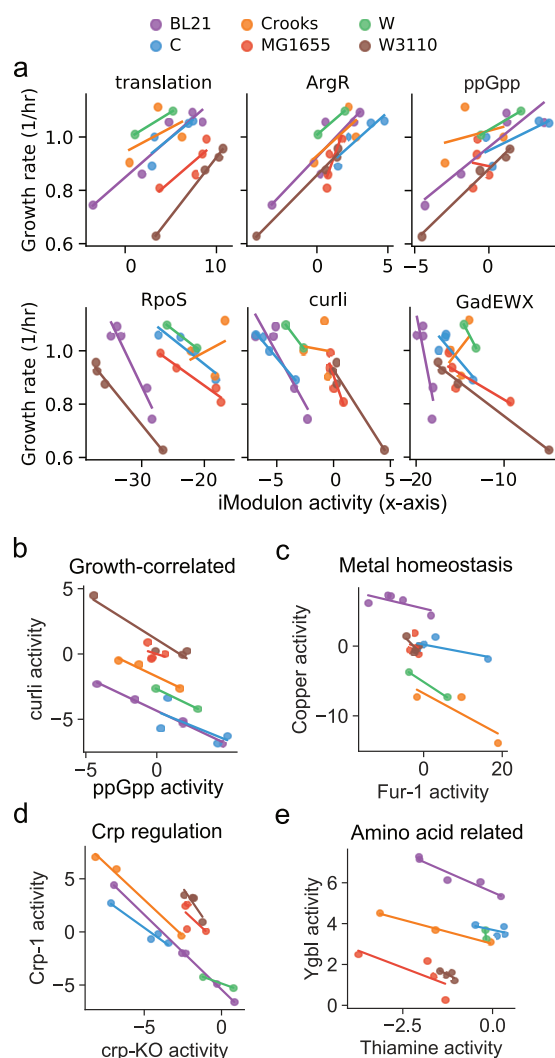 BL21 Crooks W
C MG1655 W3110
a
translation ArgR ppGpp
Growth rate (1/hr)
1.0
0.8
0.6
0 10 0 5 −5 0
RpoS curli GadEWX
Growth rate (1/hr)
1.0
0.8
0.6
−30 −20 −5 0 5 −20 −10
iModulon activity (x-axis)
b c
Growth-correlated Metal homeostasis
curli activity
5
0
−5
−5 0
ppGpp activity
Copper activity
0
−10
0 19
Fur-1 activity
d e
Crp regulation Amino acid related
Crp-1 activity
5
0
−5
−5 0
crp-KO activity
YgbI activity
6
4
2
0
−2.5 0.0
Thiamine activity